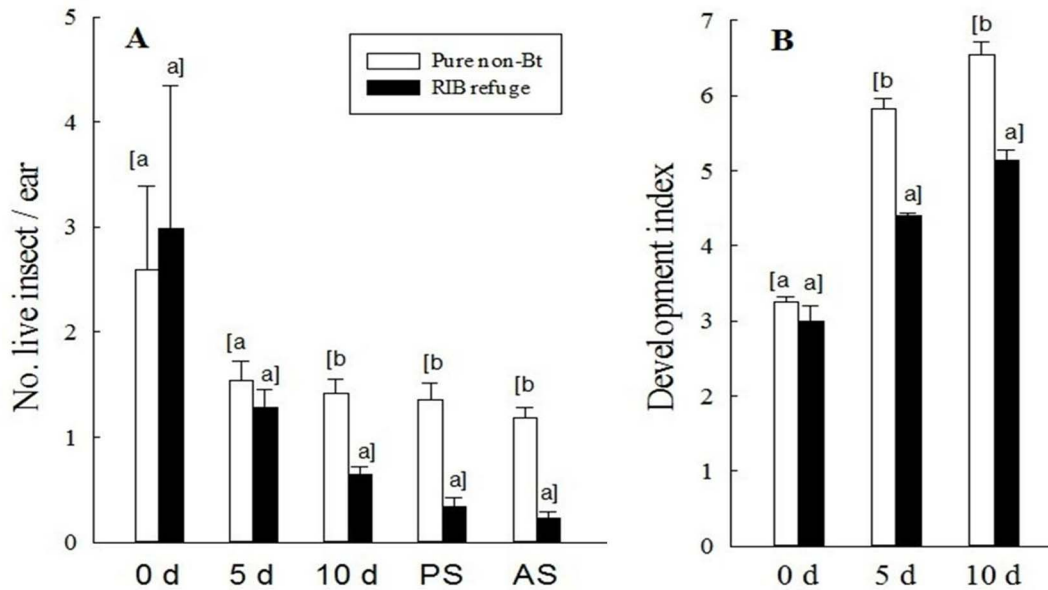 A
Pure non-Bt
RIB refuge
No. live insect / ear
5
4
3
2
1
0
[a a]
[a a]
[b a]
[b a]
[b a]
0 d 5 d 10 d PS AS
B
Development index
7
6
5
4
3
2
1
0
[a a]
[b a]
[b a]
0 d 5 d 10 d